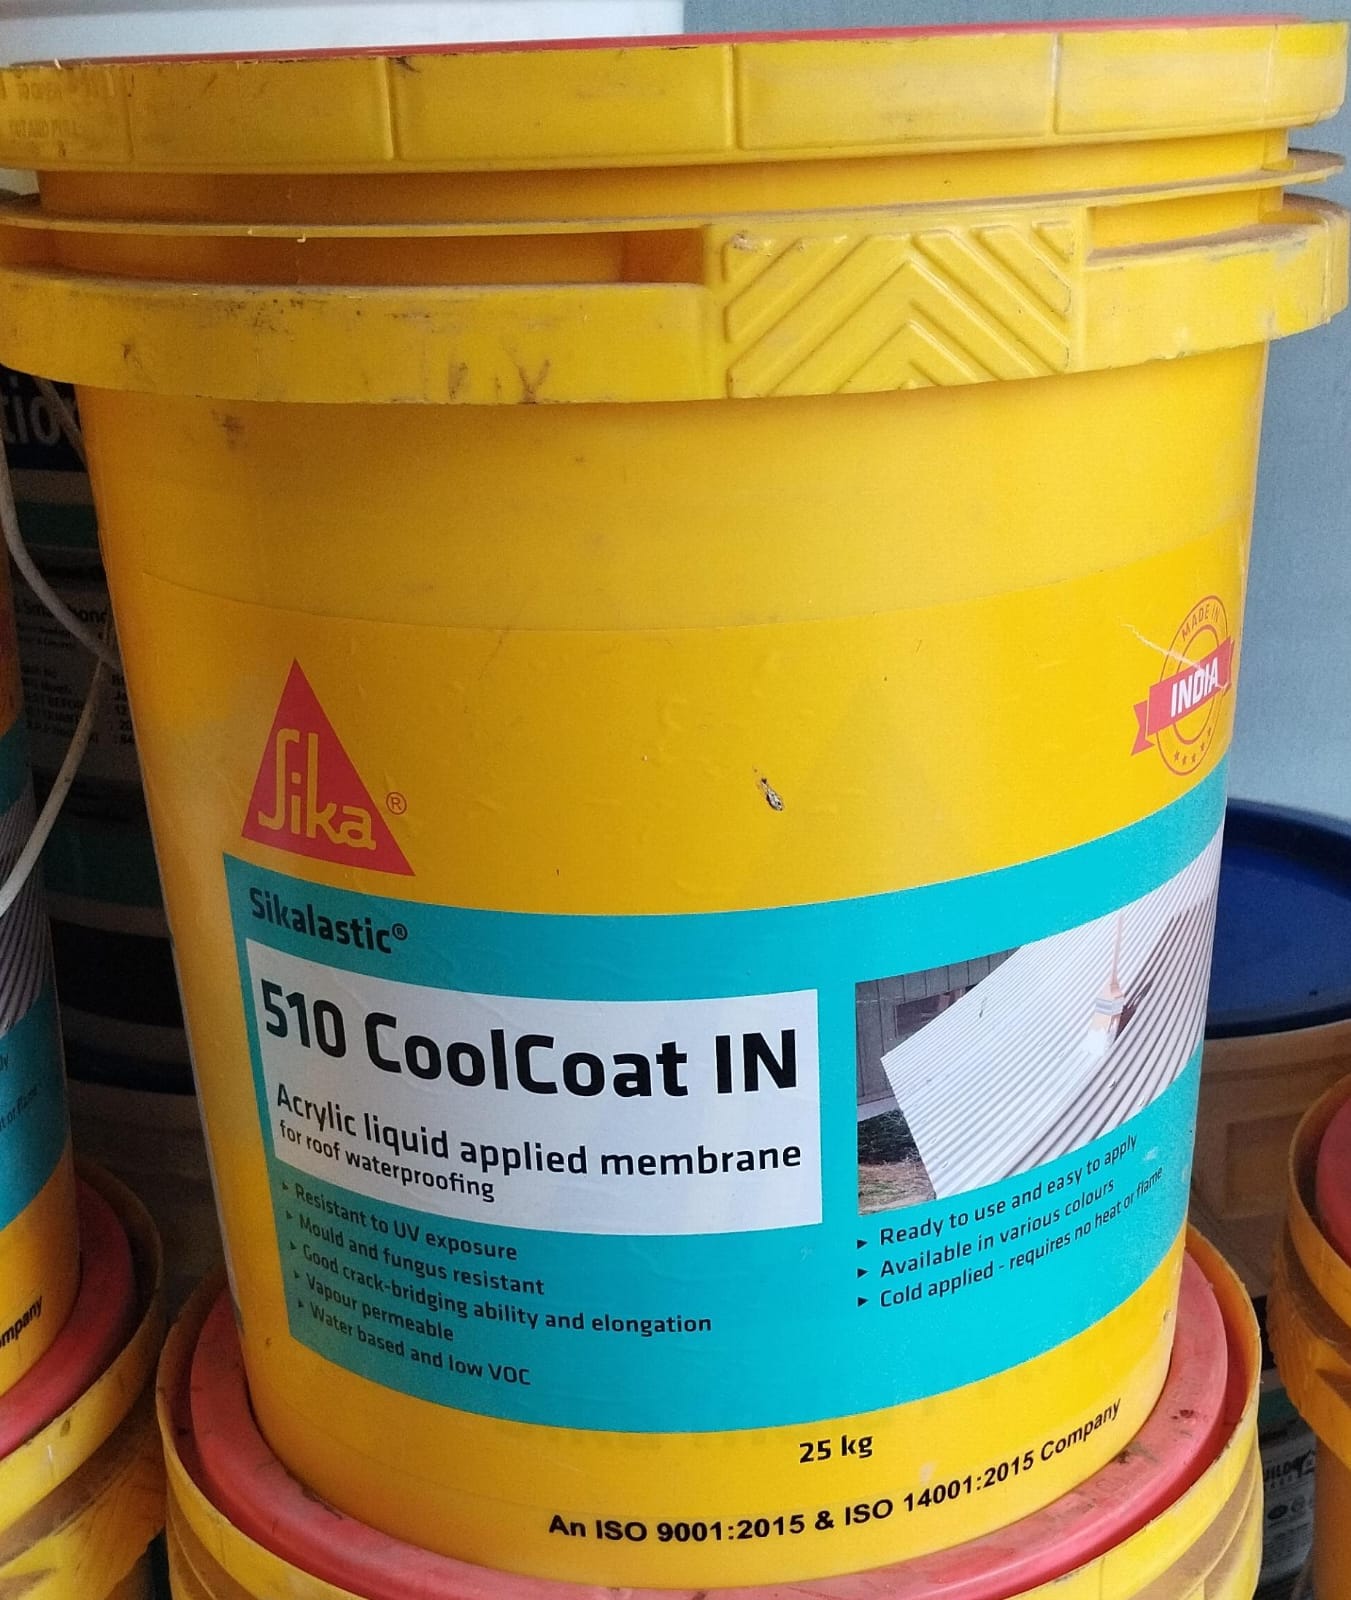 Sika®
MADE IN
INDIA
Sikalastic®
510 CoolCoat IN
Acrylic liquid applied membrane
for roof waterproofing
▸ Resistant to UV exposure
▸ Mould and fungus resistant
▸ Good crack-bridging ability and elongation
▸ Vapour permeable
▸ Water based and low VOC
▸ Ready to use and easy to apply
▸ Available in various colours
▸ Cold applied - requires no heat or flame
25 kg
An ISO 9001:2015 & ISO 14001:2015 Company